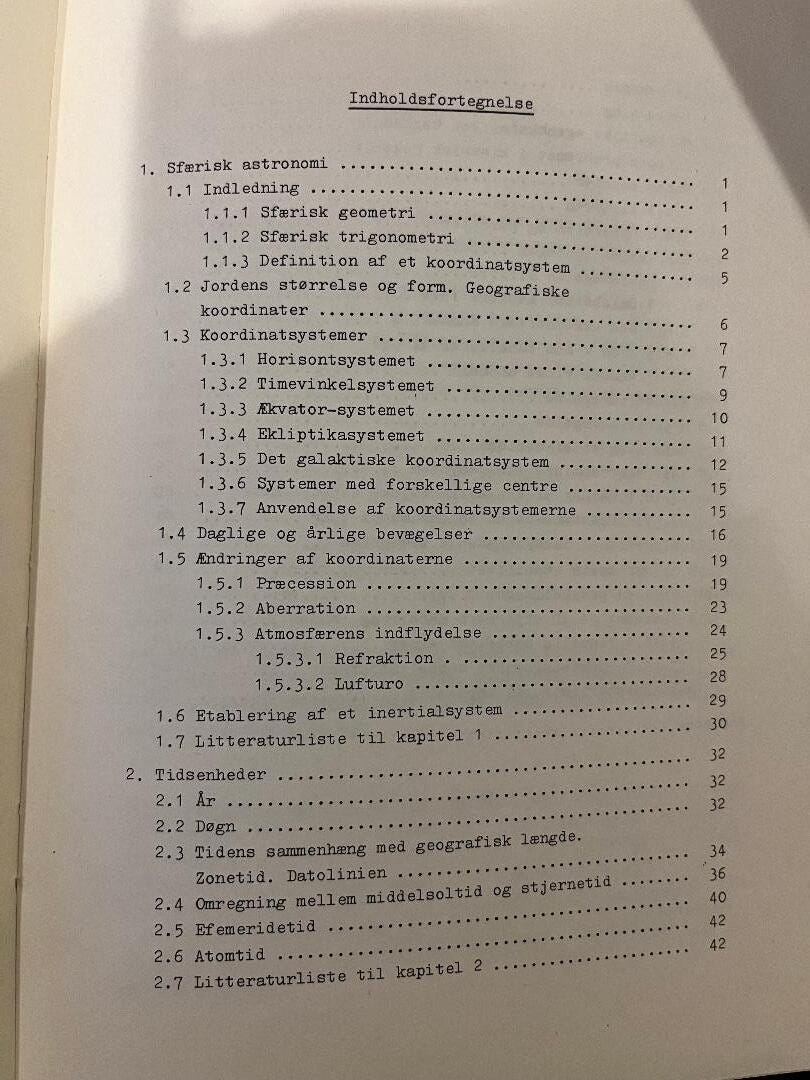 Indholdsfortegnelse
1. Sfærisk astronomi ........................................ 1
1.1 Indledning ........................................ 1
1.1.1 Sfærisk geometri .............................. 1
1.1.2 Sfærisk trigonometri ......................... 2
1.1.3 Definition af et koordinatsystem ............ 5
1.2 Jordens størrelse og form. Geografiske
koordinater ........................................ 6
1.3 Koordinatsystemer ................................. 7
1.3.1 Horisontsystemet ............................. 7
1.3.2 Timevinkelsystemet .......................... 9
1.3.3 Ækvator-systemet ............................. 10
1.3.4 Ekliptikasystemet ............................ 11
1.3.5 Det galaktiske koordinatsystem .............. 12
1.3.6 Systemer med forskellige centre ............. 15
1.3.7 Anvendelse af koordinatsystemerne ........... 15
1.4 Daglige og årlige bevægelser ...................... 16
1.5 Ændringer af koordinaterne ........................ 19
1.5.1 Præcession ................................... 19
1.5.2 Aberration ................................... 23
1.5.3 Atmosfærens indflydelse ...................... 24
1.5.3.1 Refraktion . ......................... 25
1.5.3.2 Lufturo .............................. 28
1.6 Etablering af et inertialsystem ................... 29
1.7 Litteraturliste til kapitel 1 ..................... 30
2. Tidsenheder ............................................. 32
2.1 År ................................................ 32
2.2 Døgn .............................................. 32
2.3 Tidens sammenhæng med geografisk længde.
Zonetid. Datolinien ............................... 34
2.4 Omregning mellem middelsoltid og stjernetid ........ 36
2.5 Efemeridetid ...................................... 40
2.6 Atomtid ........................................... 42
2.7 Litteraturliste til kapitel 2 ..................... 42